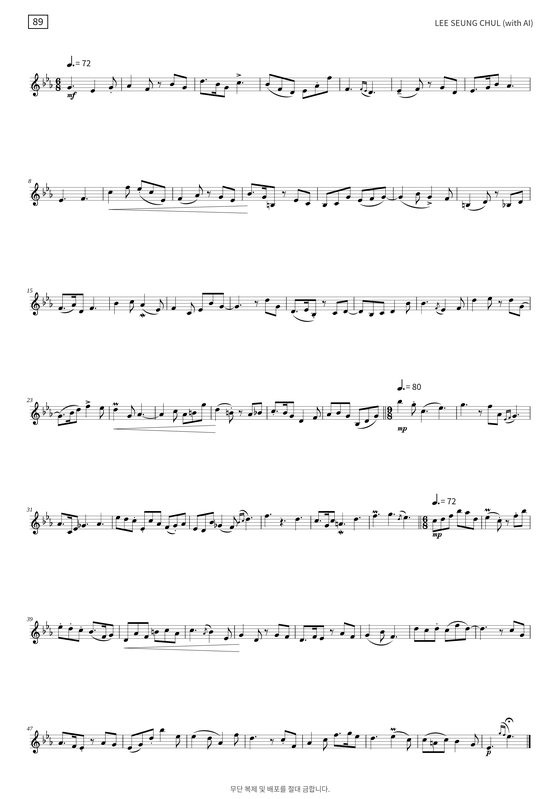 89
LEE SEUNG CHUL (with AI)
= 72
mf
8
15
23
= 80
mp
31
= 72
mp
39
47
p
무단 복제 및 배포를 절대 금합니다.